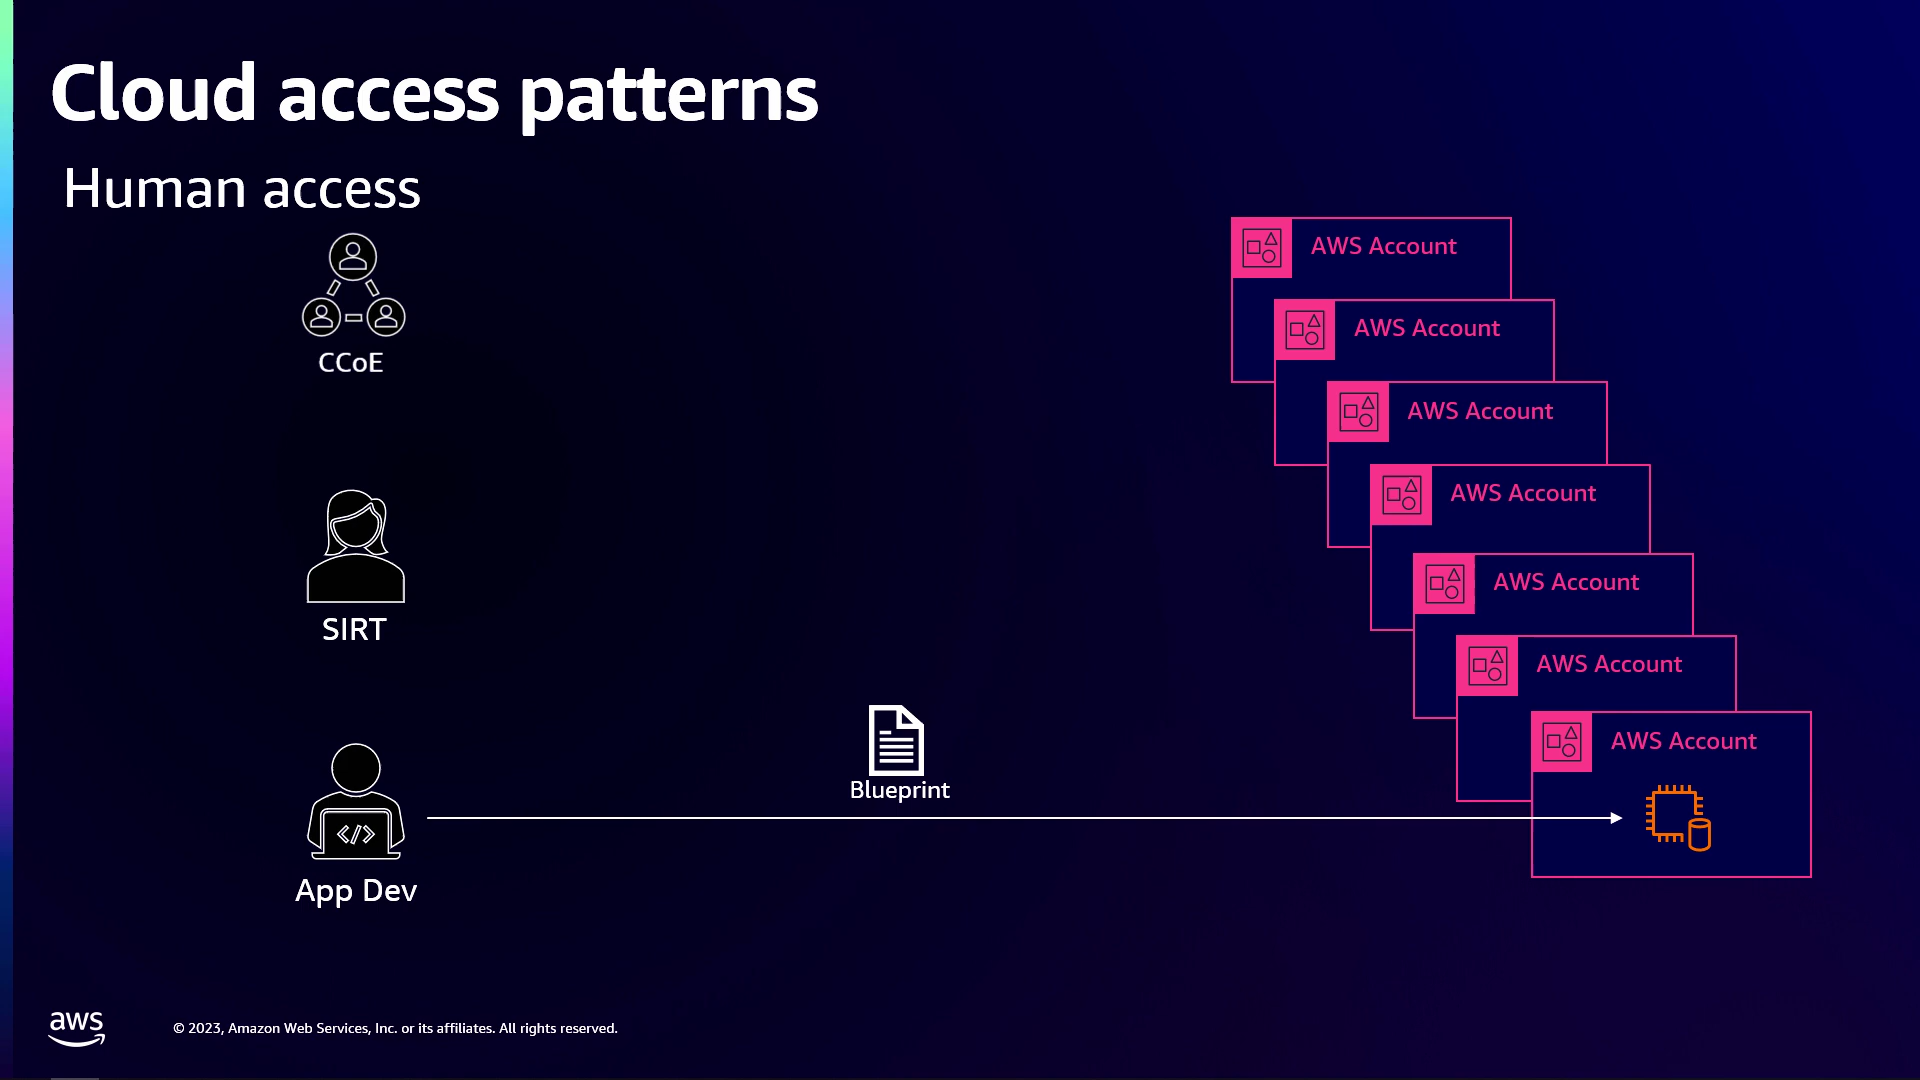 Cloud access patterns
Human access
CCoE
SIRT
App Dev
Blueprint
AWS Account
AWS Account
AWS Account
AWS Account
AWS Account
AWS Account
AWS Account
aws
© 2023, Amazon Web Services, Inc. or its affiliates. All rights reserved.